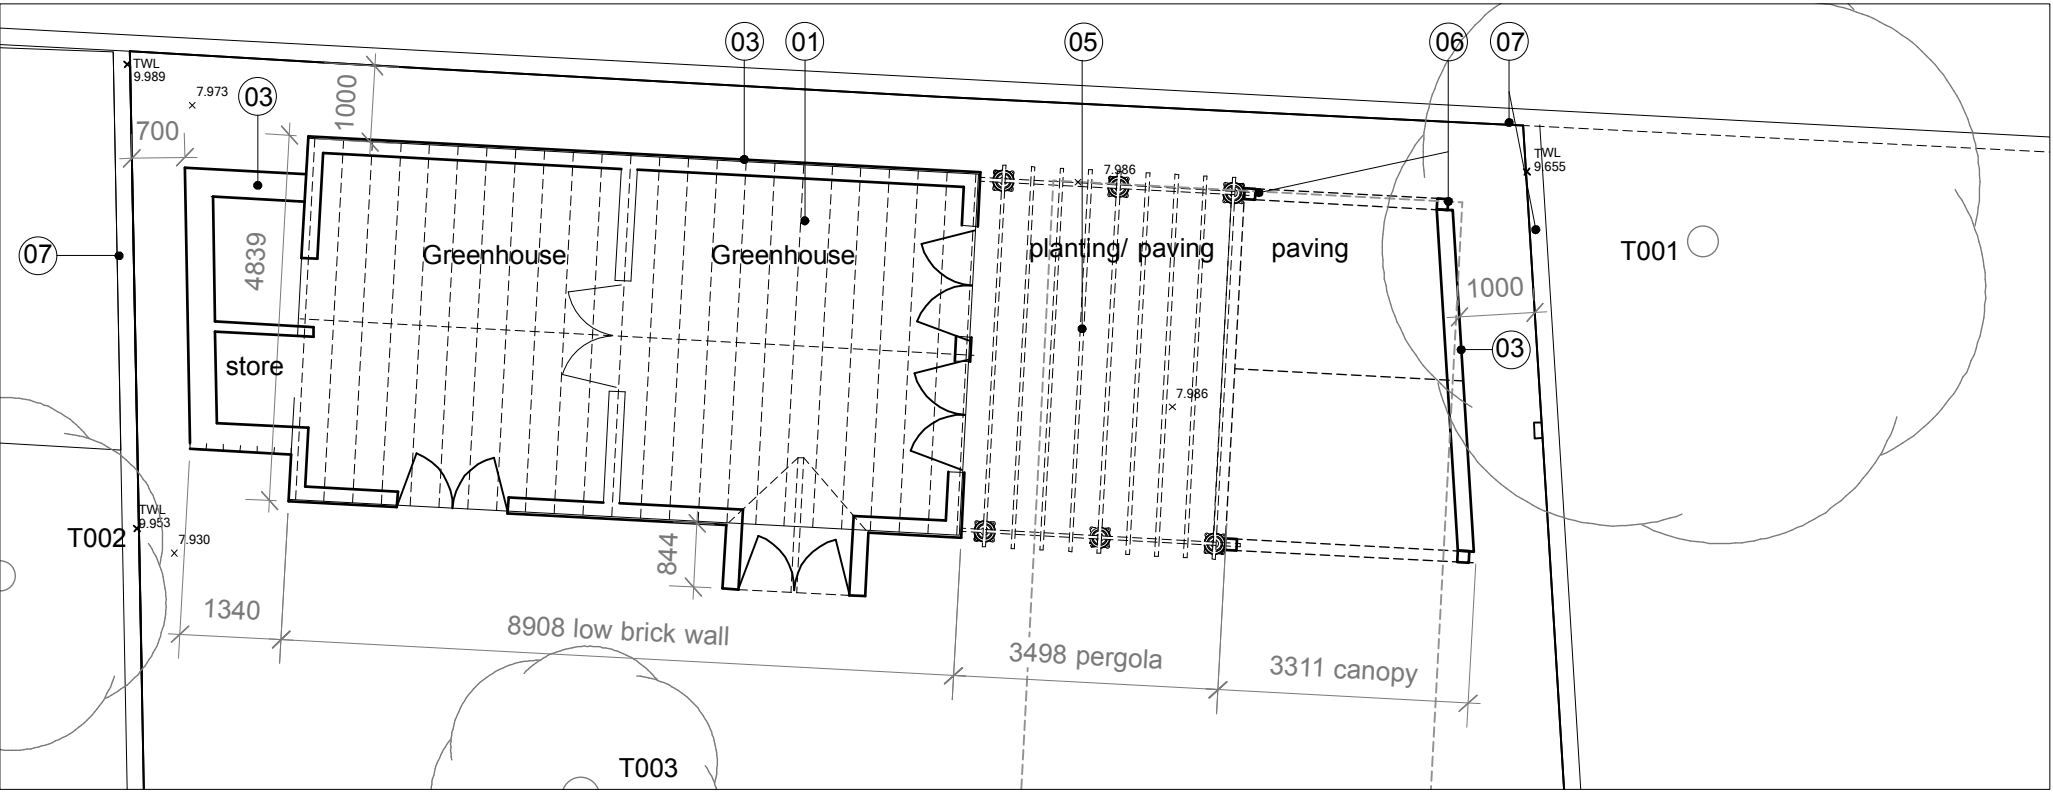 03 01 05 06 07
TWL
9.989
7.973
03
1000
700
TWL
9.655
7.986
07
4839
Greenhouse
Greenhouse
planting/ paving
paving
T001
1000
03
store
7.986
TWL
9.953
T002
7.930
844
1340
8908 low brick wall
3498 pergola
3311 canopy
T003